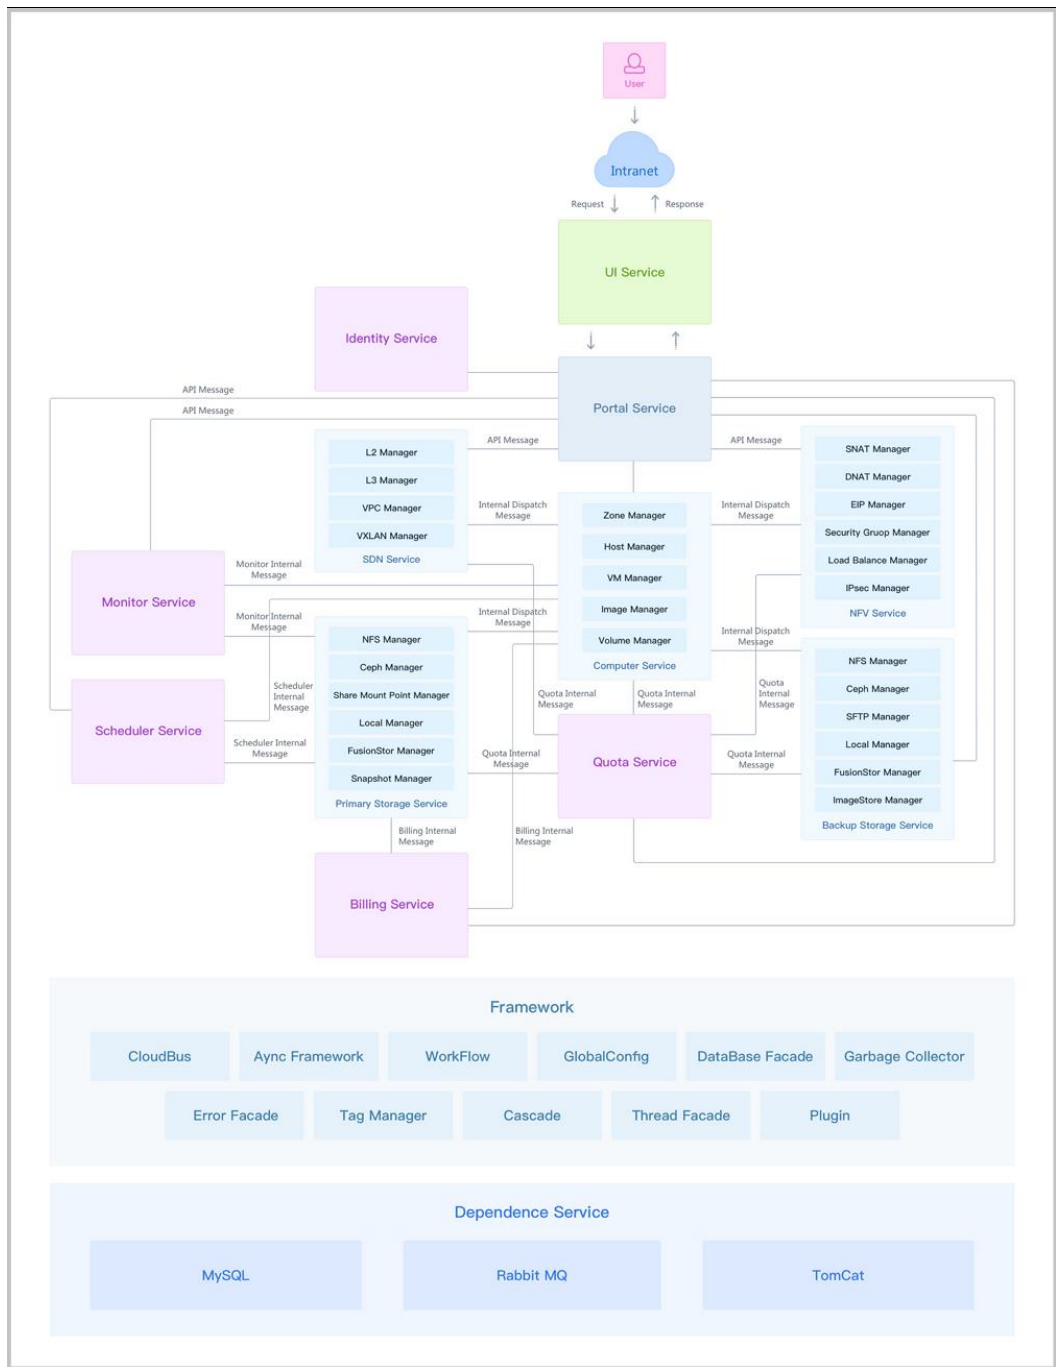 User
Intranet
Request
Response
UI Service
Identity Service
API Message
API Message
Portal Service
API Message
API Message
L2 Manager
L3 Manager
VPC Manager
VXLAN Manager
SDN Service
Internal Dispatch
Message
Internal Dispatch
Message
Zone Manager
Host Manager
VM Manager
Image Manager
Volume Manager
Computer Service
SNAT Manager
DNAT Manager
EIP Manager
Security Gruop Manager
Load Balance Manager
IPsec Manager
NFV Service
Monitor Service
Monitor Internal
Message
Monitor Internal
Message
Internal Dispatch
Message
Internal Dispatch
Message
NFS Manager
Ceph Manager
Share Mount Point Manager
Local Manager
FusionStor Manager
Snapshot Manager
Primary Storage Service
NFS Manager
Ceph Manager
SFTP Manager
Local Manager
FusionStor Manager
ImageStore Manager
Backup Storage Service
Scheduler Service
Scheduler
Internal
Message
Scheduler Internal
Message
Quota Internal
Message
Quota Internal
Message
Quota
Internal
Message
Quota Internal
Message
Quota Service
Quota Internal
Message
Billing Internal
Message
Billing Internal
Message
Billing Service
Framework
CloudBus
Aync Framework
WorkFlow
GlobalConfig
DataBase Facade
Garbage Collector
Error Facade
Tag Manager
Cascade
Thread Facade
Plugin
Dependence Service
MySQL
Rabbit MQ
TomCat